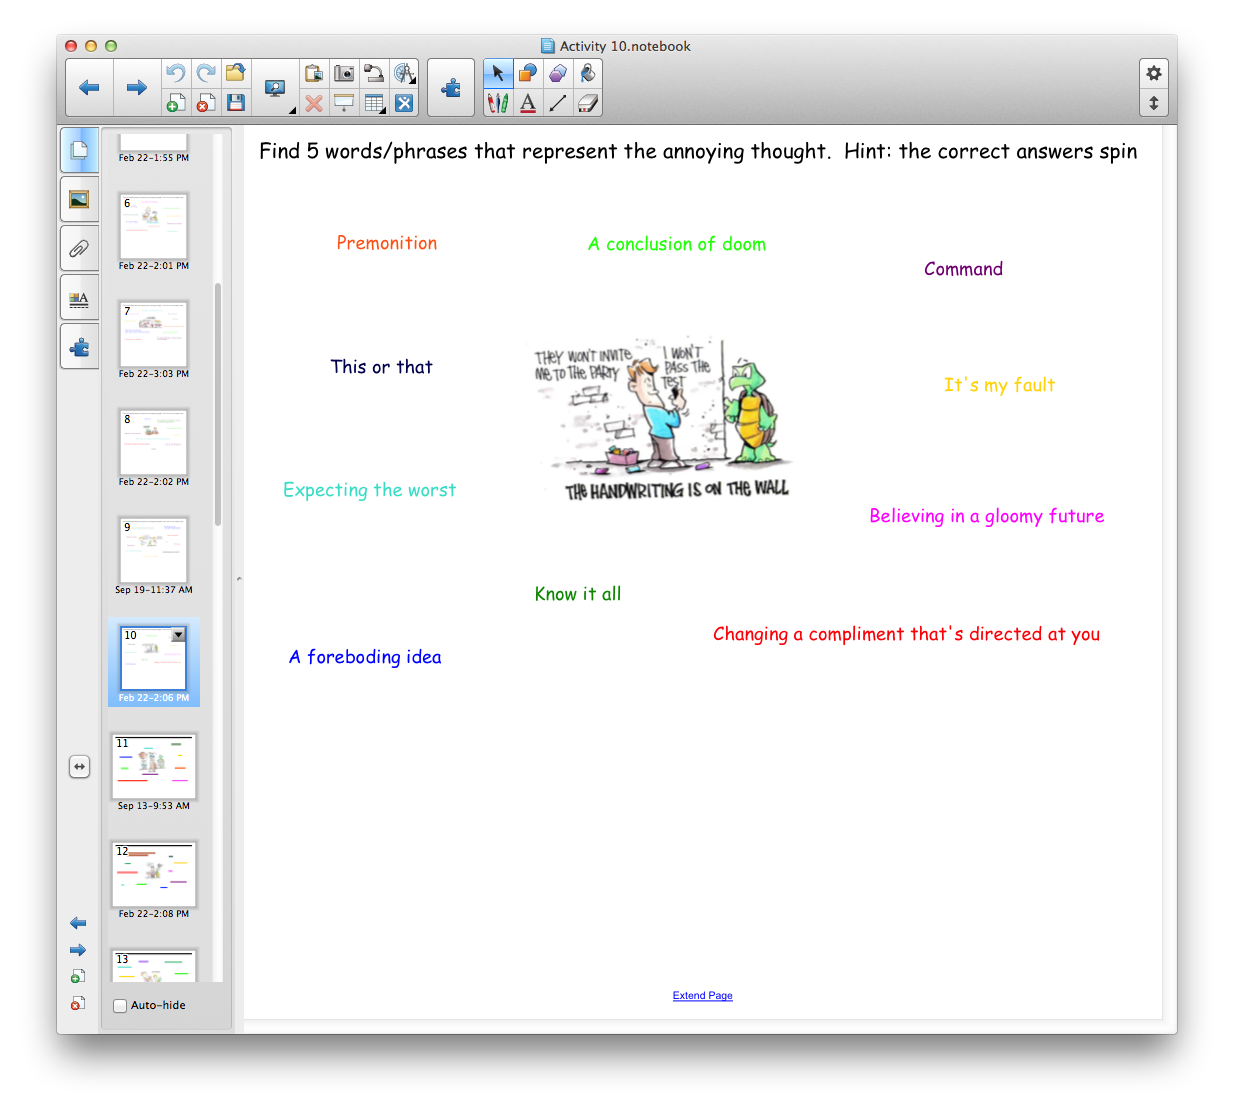 Activity 10.notebook
Feb 22-1:55 PM
6
Feb 22-2:01 PM
7
Feb 22-3:03 PM
8
Feb 22-2:02 PM
9
Sep 19-11:37 AM
10
Feb 22-2:06 PM
11
Sep 13-9:53 AM
12
Feb 22-2:08 PM
13
Auto-hide
Find 5 words/phrases that represent the annoying thought. Hint: the correct answers spin
Premonition
A conclusion of doom
Command
This or that
THEY WON'T INVITE
ME TO THE PARTY
I WON'T
PASS THE
TEST
It's my fault
Expecting the worst
THE HANDWRITING IS ON THE WALL
Believing in a gloomy future
Know it all
Changing a compliment that's directed at you
A foreboding idea
Extend Page